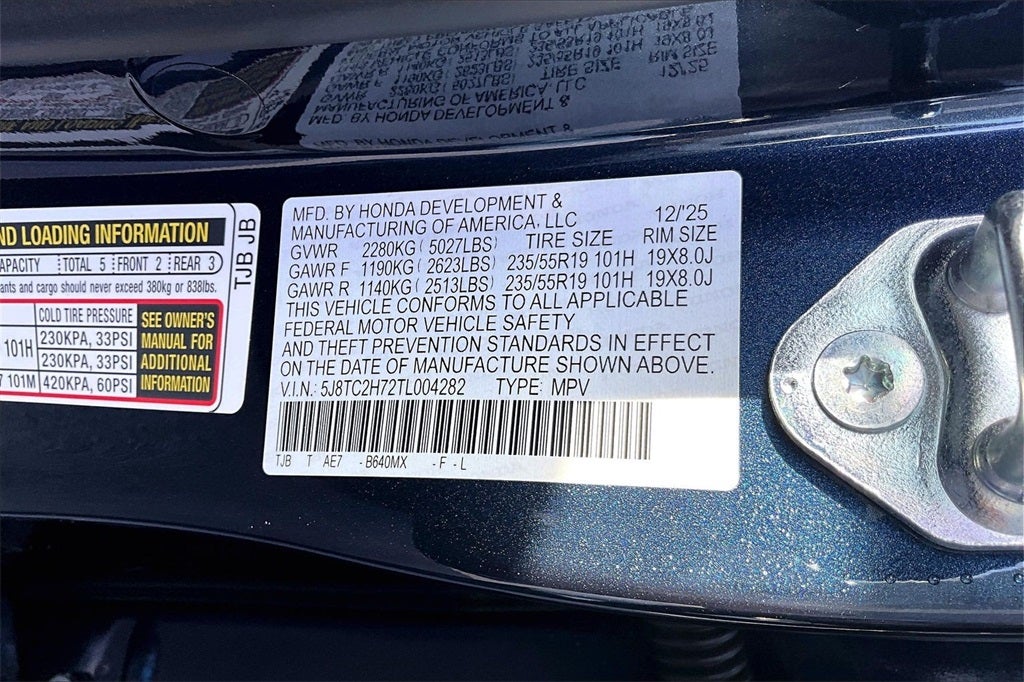 MFD. BY HONDA DEVELOPMENT &
MANUFACTURING OF AMERICA, LLC 12/'25
GVWR 2280KG ( 5027LBS) TIRE SIZE RIM SIZE
GAWR F 1190KG ( 2623LBS) 235/55R19 101H 19X8.0J
GAWR R 1140KG ( 2513LBS) 235/55R19 101H 19X8.0J
THIS VEHICLE CONFORMS TO ALL APPLICABLE
FEDERAL MOTOR VEHICLE SAFETY
AND THEFT PREVENTION STANDARDS IN EFFECT
ON THE DATE OF MANUFACTURE SHOWN ABOVE.
V.I.N.: 5J8TC2H72TL004282 TYPE: MPV
TJB T AE7 - B640MX - F - L
ND LOADING INFORMATION
APACITY TOTAL 5 FRONT 2 REAR 3
ants and cargo should never exceed 380kg or 838lbs.
COLD TIRE PRESSURE
101H 230KPA, 33PSI
230KPA, 33PSI
7 101M 420KPA, 60PSI
SEE OWNER'S
MANUAL FOR
ADDITIONAL
INFORMATION
TJB JB